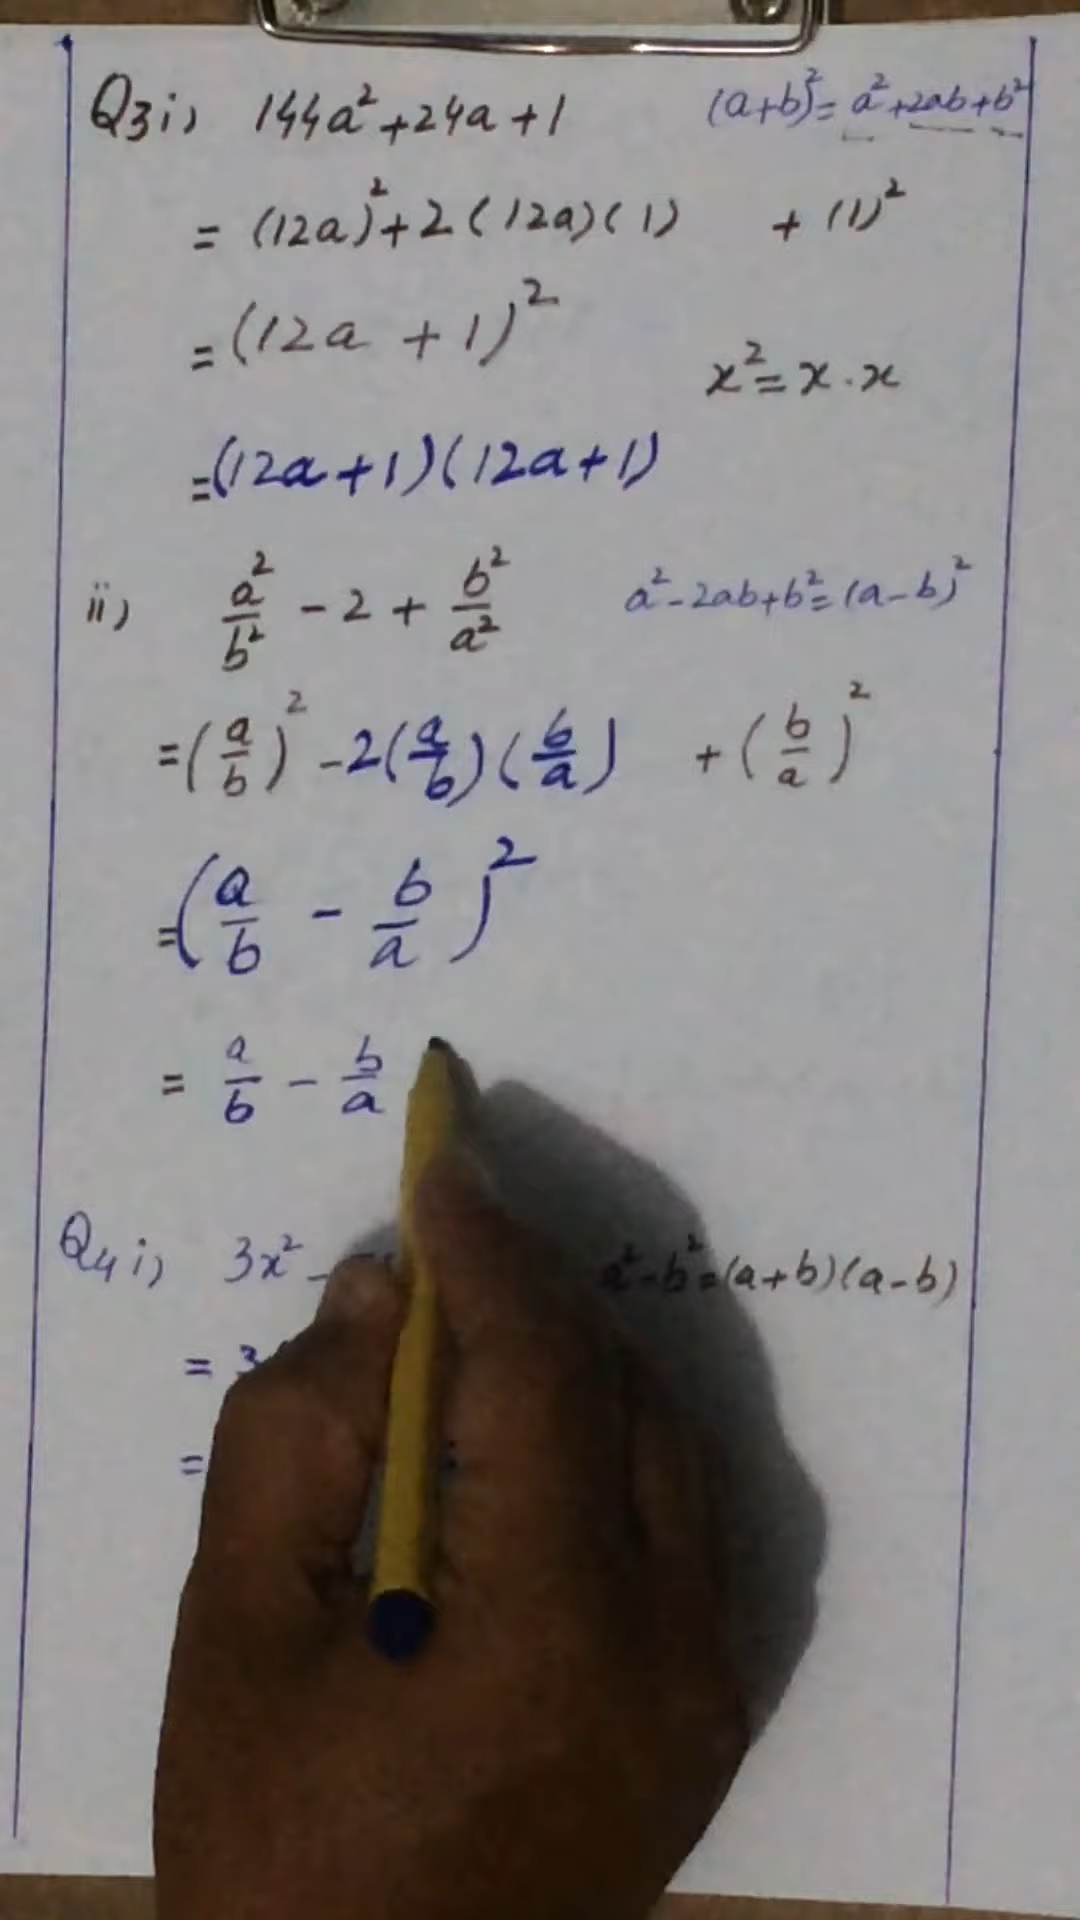 Q3 i) 144a²+24a+1 (a+b)²= a²+2ab+b²
= (12a)²+2(12a)(1) + (1)²
= (12a + 1)²
x²= x.x
=(12a+1)(12a+1)
ii) a²/b² - 2 + b²/a² a²-2ab+b²=(a-b)²
=(a/b)² -2(a/b)(b/a) + (b/a)²
=(a/b - b/a)²
= a/b - b/a
Q4 i) 3x² - a²-b²=(a+b)(a-b)
= 3
=